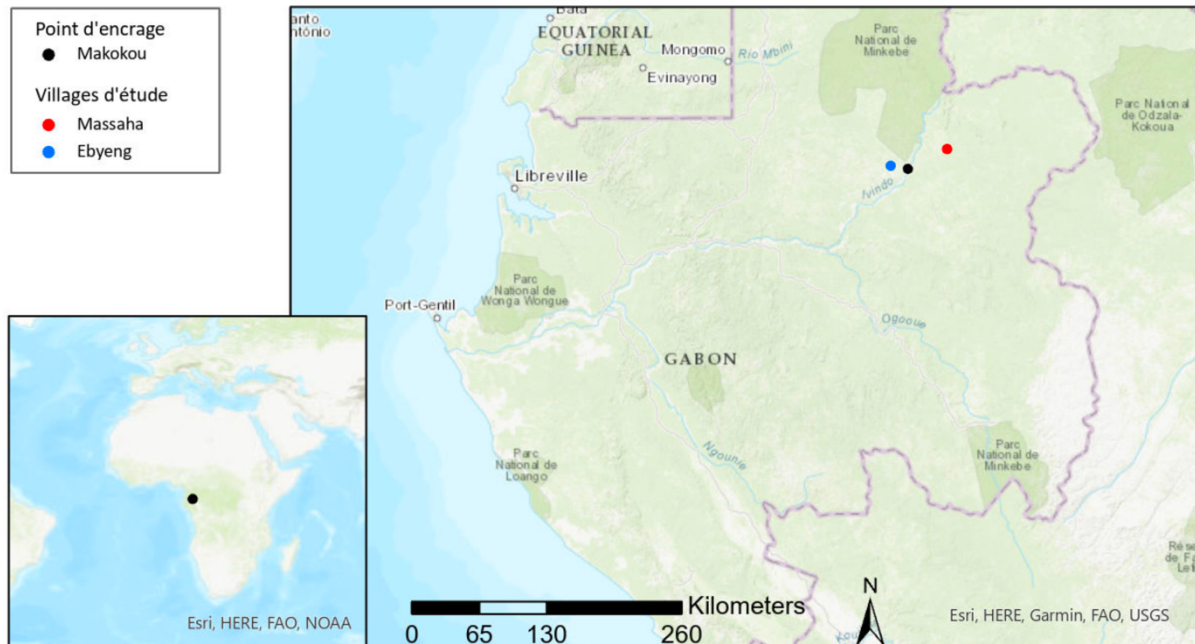 Point d'encrage
Makokou
Villages d'étude
Massaha
Ebyeng
Bata
EQUATORIAL
GUINEA
Mongomo
Evinayong
Rio Mbini
Parc
National de
Minkebe
Parc National
de Odzala-
Kokoua
Libreville
Ivindo
Parc
National de
Wonga Wongue
Port-Gentil
Ogooue
GABON
Ngounie
Parc
National de
Loango
Parc
National de
Minkebe
N
Kilometers
0 65 130 260
Esri, HERE, Garmin, FAO, USGS
Esri, HERE, FAO, NOAA